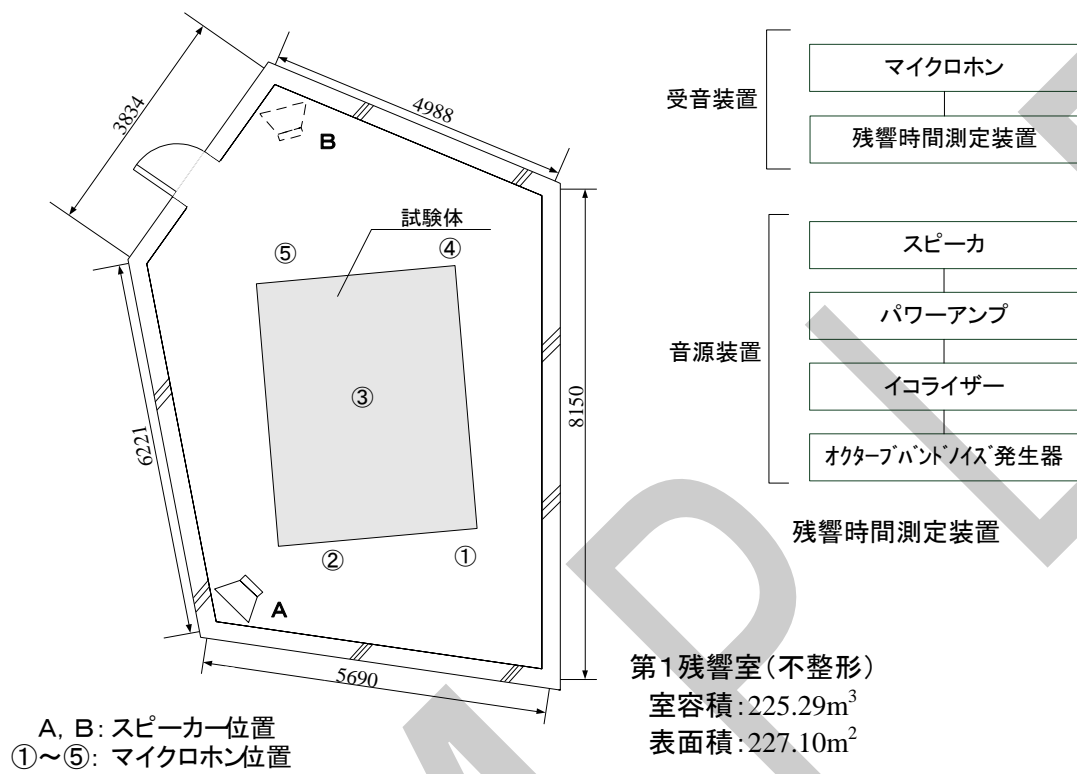 3834
4988
B
試験体
⑤
④
③
8150
6221
②
①
A
5690
A, B: スピーカー位置
①～⑤: マイクロホン位置
受音装置
マイクロホン
残響時間測定装置
音源装置
スピーカ
パワーアンプ
イコライザー
オクターブバンドノイズ発生器
残響時間測定装置
第1残響室(不整形)
室容積:225.29m³
表面積:227.10m²